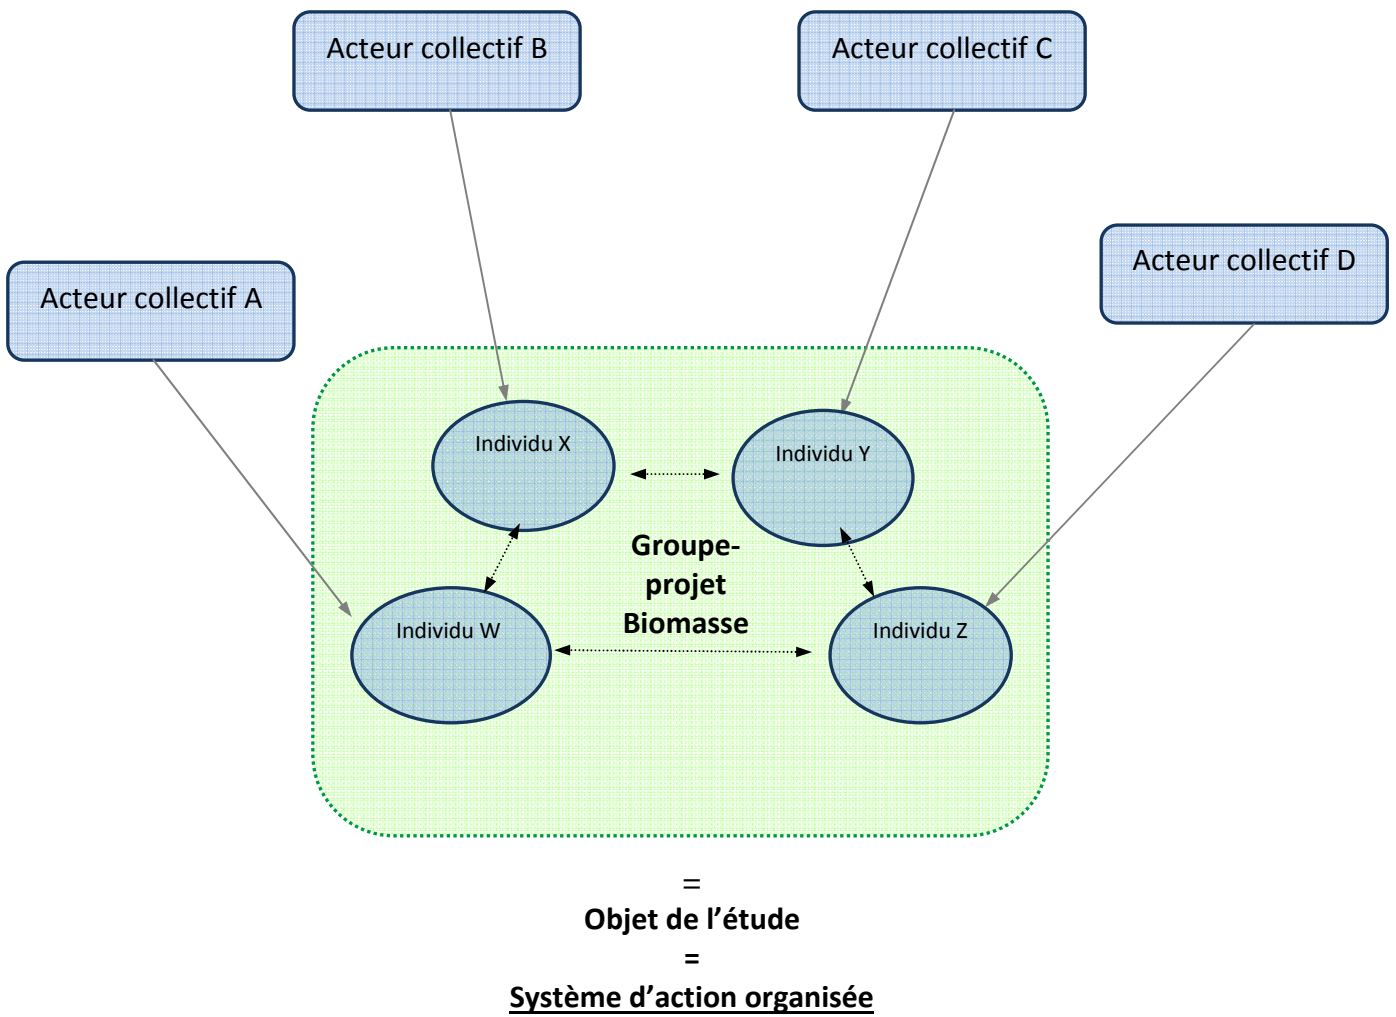 Acteur collectif B
Acteur collectif C
Acteur collectif D
Acteur collectif A
Individu X
Individu Y
Groupe-
projet
Biomasse
Individu W
Individu Z
=
Objet de l’étude
=
Système d’action organisée